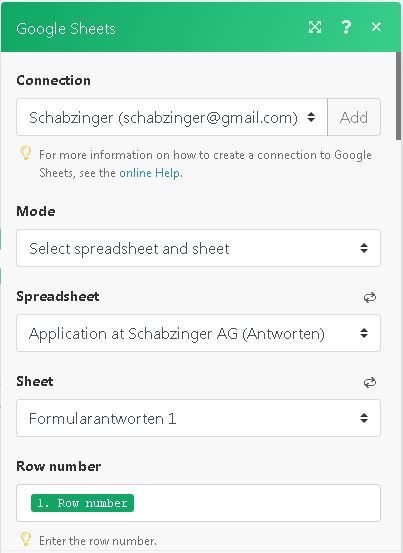 Google Sheets
Connection
Schabzinger (schabzinger@gmail.com)
Add
For more information on how to create a connection to Google
Sheets, see the online Help.
Mode
Select spreadsheet and sheet
Spreadsheet
Application at Schabzinger AG (Antworten)
Sheet
Formularantworten 1
Row number
1. Row number
Enter the row number.